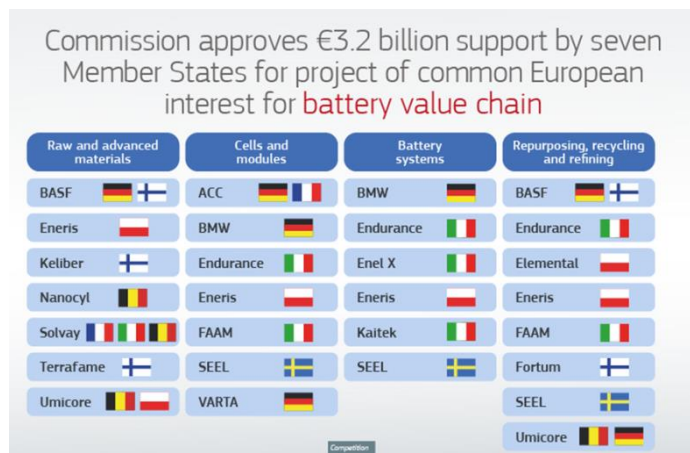 Commission approves €3.2 billion support by seven
Member States for project of common European
interest for battery value chain
Raw and advanced
materials
BASF
Eneris
Keliber
Nanocyl
Solvay
Terrafame
Umicore
Cells and
modules
ACC
BMW
Endurance
Eneris
FAAM
SEEL
VARTA
Battery
systems
BMW
Endurance
Enel X
Eneris
Kaitek
SEEL
Repurposing, recycling
and refining
BASF
Endurance
Elemental
Eneris
FAAM
Fortum
SEEL
Umicore
Competition